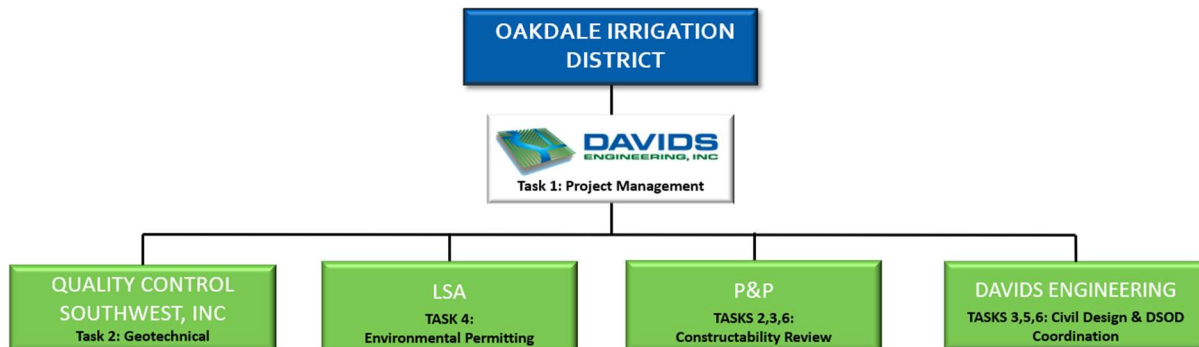 OAKDALE IRRIGATION
DISTRICT
DAVIDS
ENGINEERING, INC
Task 1: Project Management
QUALITY CONTROL
SOUTHWEST, INC
Task 2: Geotechnical
LSA
TASK 4:
Environmental Permitting
P&P
TASKS 2,3,6:
Constructability Review
DAVIDS ENGINEERING
TASKS 3,5,6: Civil Design & DSOD
Coordination